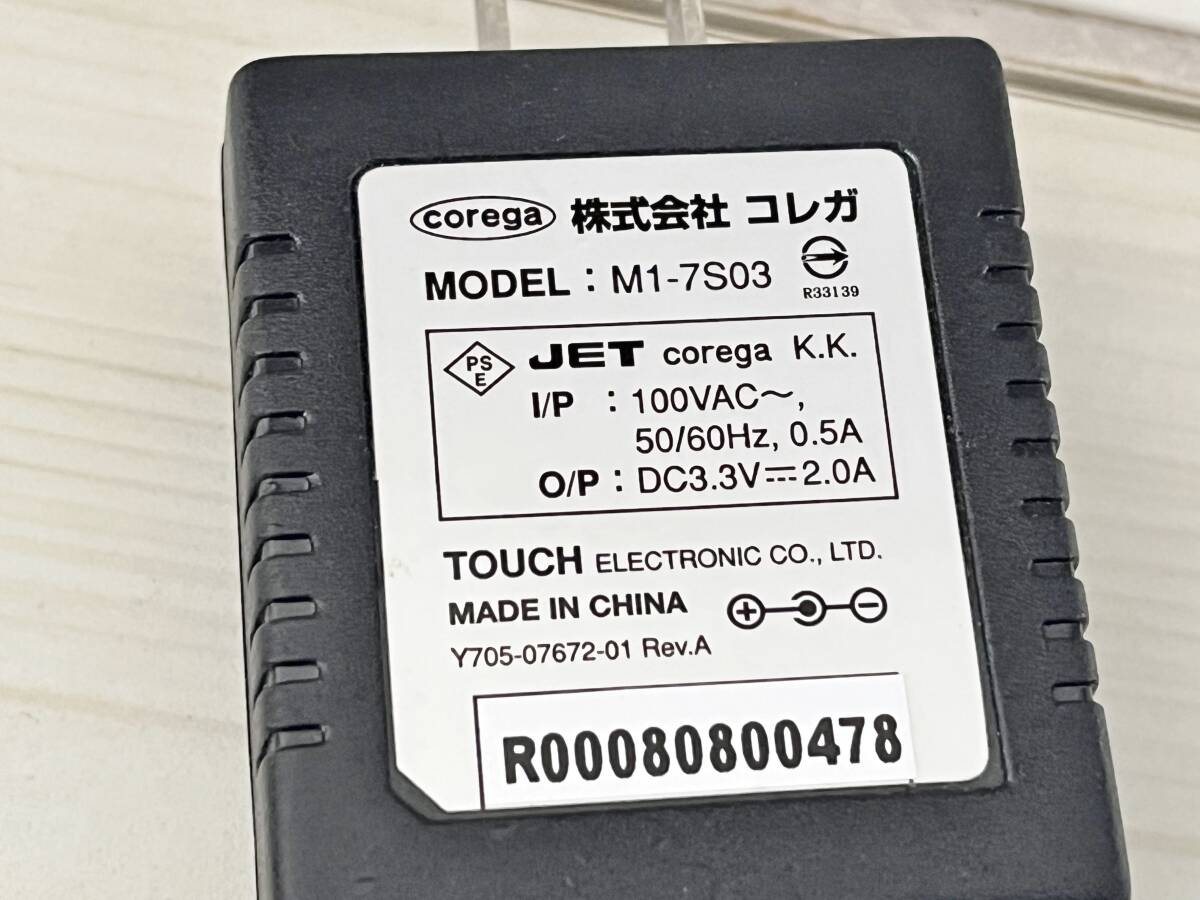 corega 株式会社 コレガ
MODEL : M1-7S03
R33139
PS
E
JET corega K.K.
I/P : 100VAC～,
50/60Hz, 0.5A
O/P : DC3.3V⎓2.0A
TOUCH ELECTRONIC CO., LTD.
MADE IN CHINA
Y705-07672-01 Rev.A
R00080800478